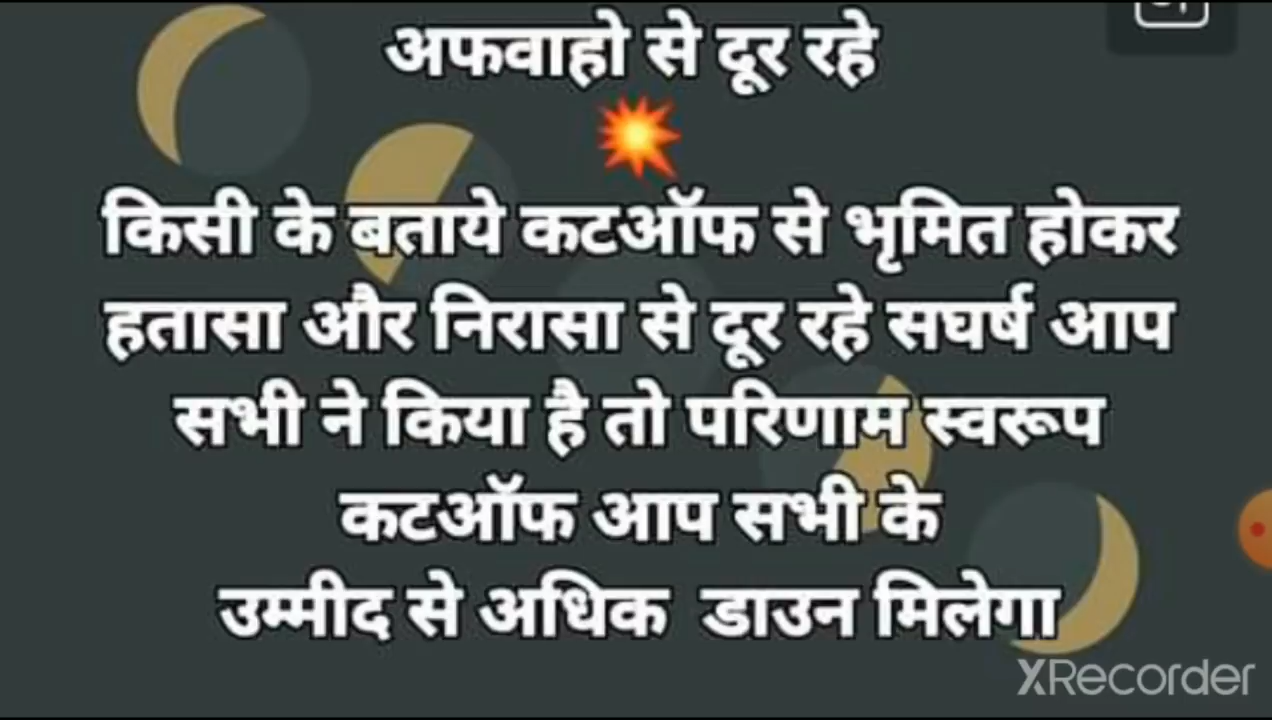 अफवाहो से दूर रहे
किसी के बताये कटऑफ से भृमित होकर
हतासा और निरासा से दूर रहे सघर्ष आप
सभी ने किया है तो परिणाम स्वरूप
कटऑफ आप सभी के
उम्मीद से अधिक डाउन मिलेगा
XRecorder